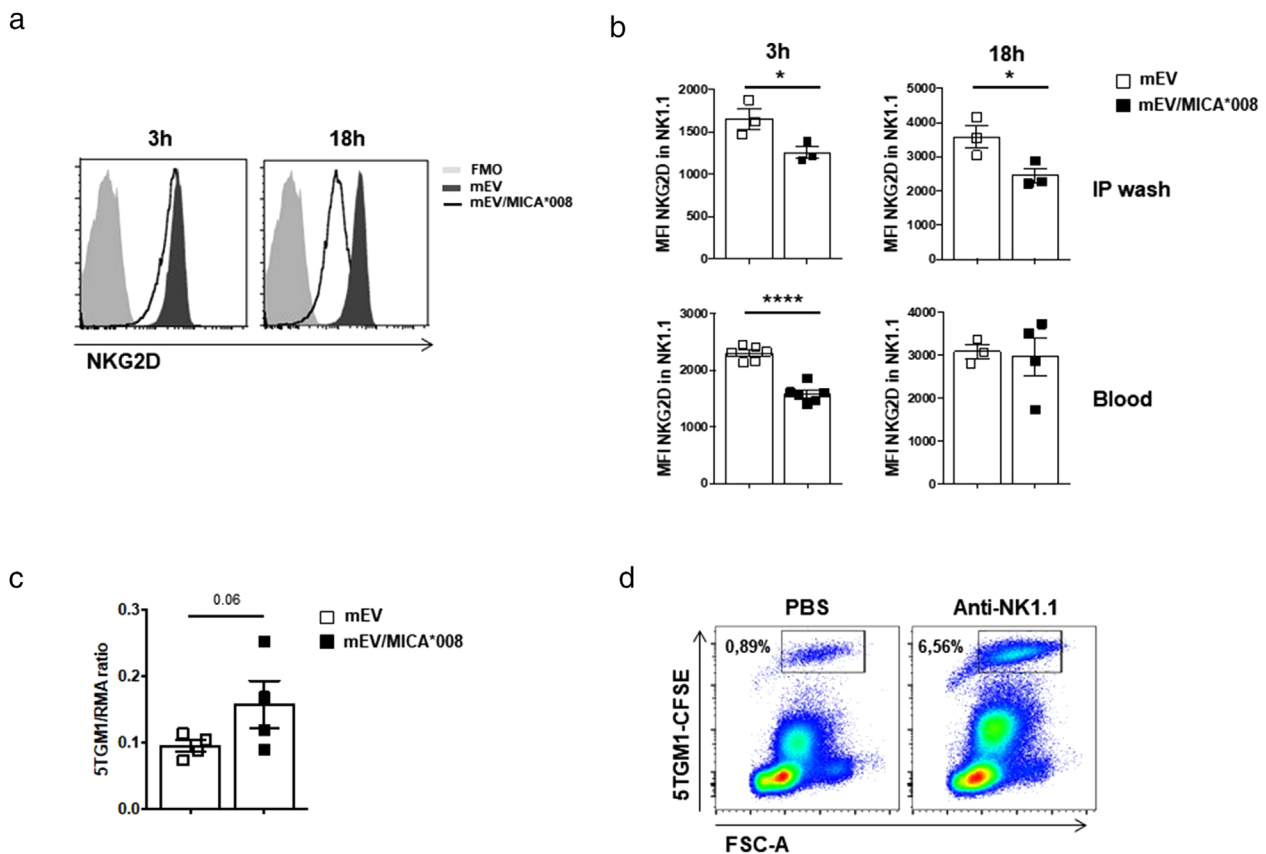 a
3h
18h
FMO
mEV
mEV/MICA*008
NKG2D
b
3h
18h
*
*
mEV
mEV/MICA*008
MFI NKG2D in NK1.1
2000
1500
1000
500
0
MFI NKG2D in NK1.1
5000
4000
3000
2000
1000
0
IP wash
****
MFI NKG2D in NK1.1
3000
2000
1000
0
MFI NKG2D in NK1.1
4000
3000
2000
1000
0
Blood
c
0.06
mEV
mEV/MICA*008
5TGM1/RMA ratio
0.3
0.2
0.1
0.0
d
PBS
Anti-NK1.1
0,89%
6,56%
5TGM1-CFSE
FSC-A